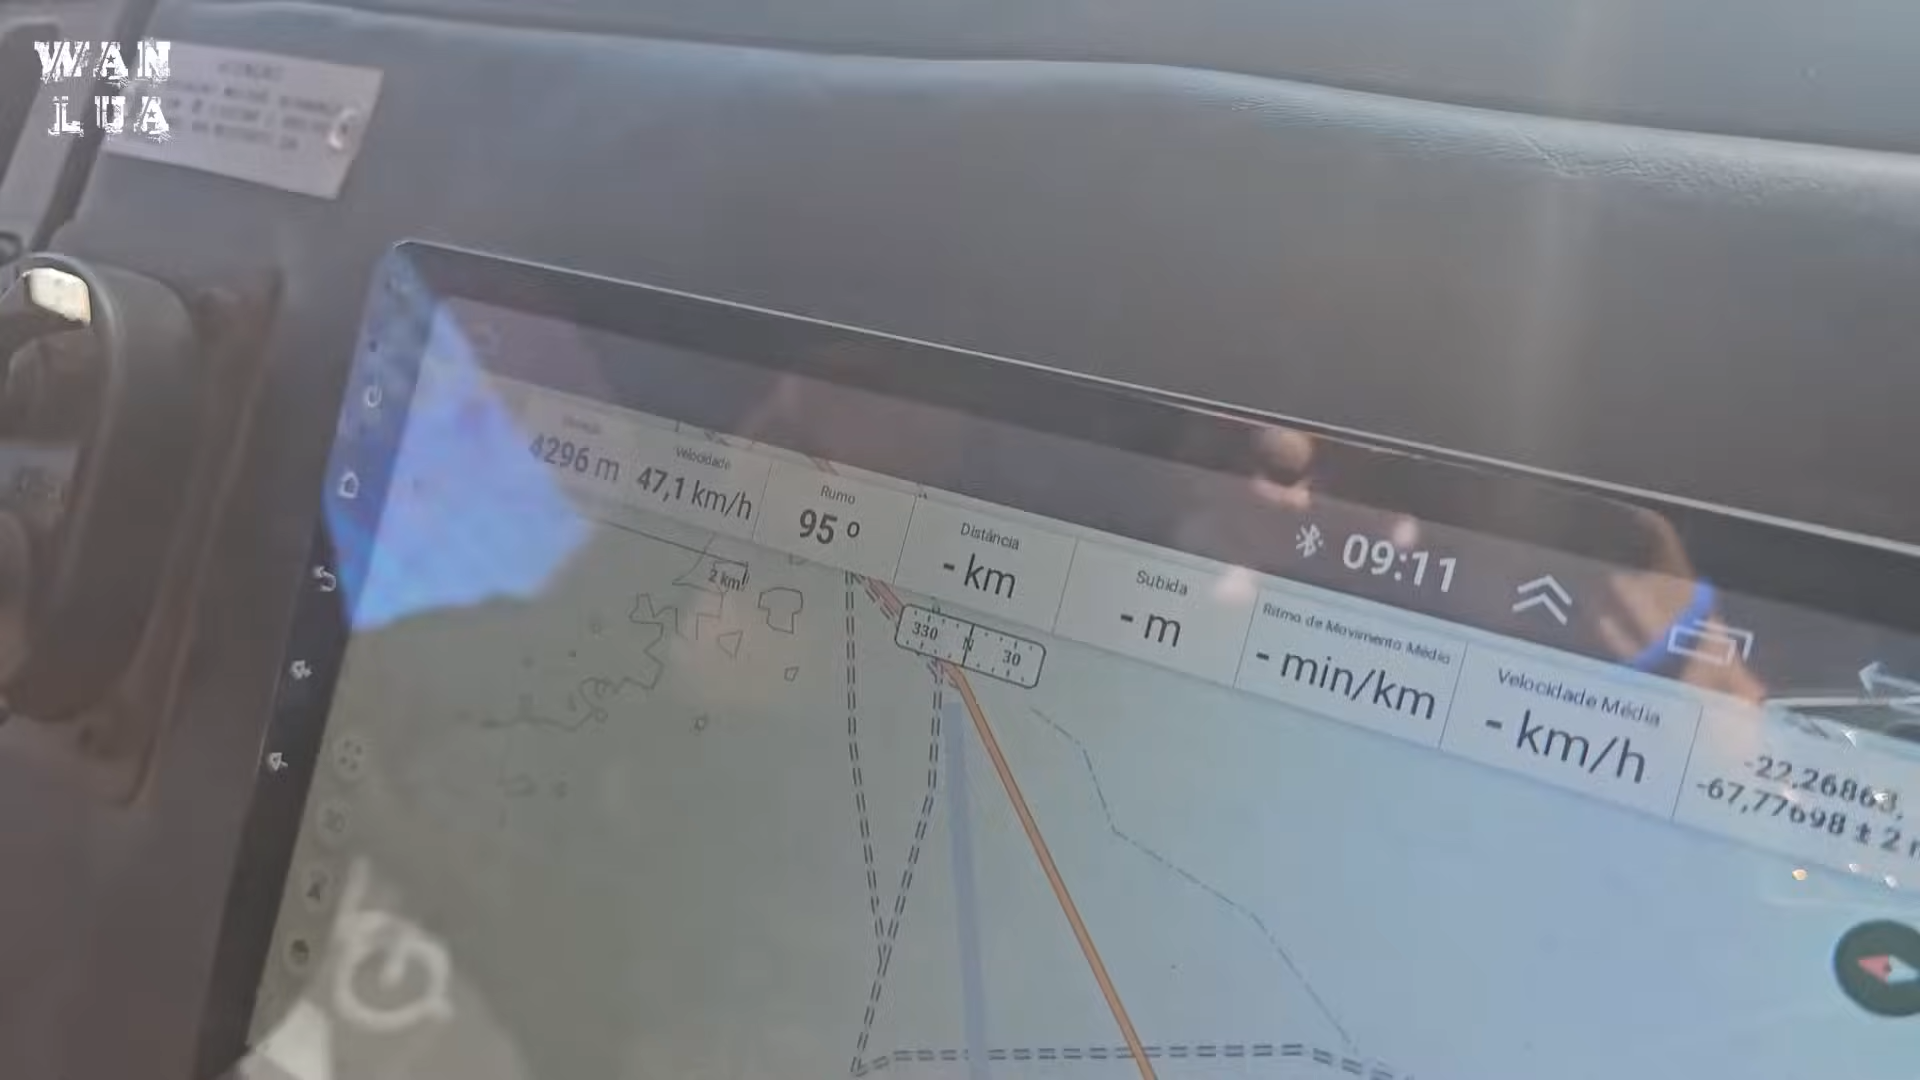 WAN
LUA
4296 m
Velocidade
47,1 km/h
Rumo
95 º
Distância
- km
Subida
- m
Ritmo de Movimento Médio
- min/km
Velocidade Média
- km/h
-22,26863,
-67,77698 ± 2
09:11
2 km
330 N 30